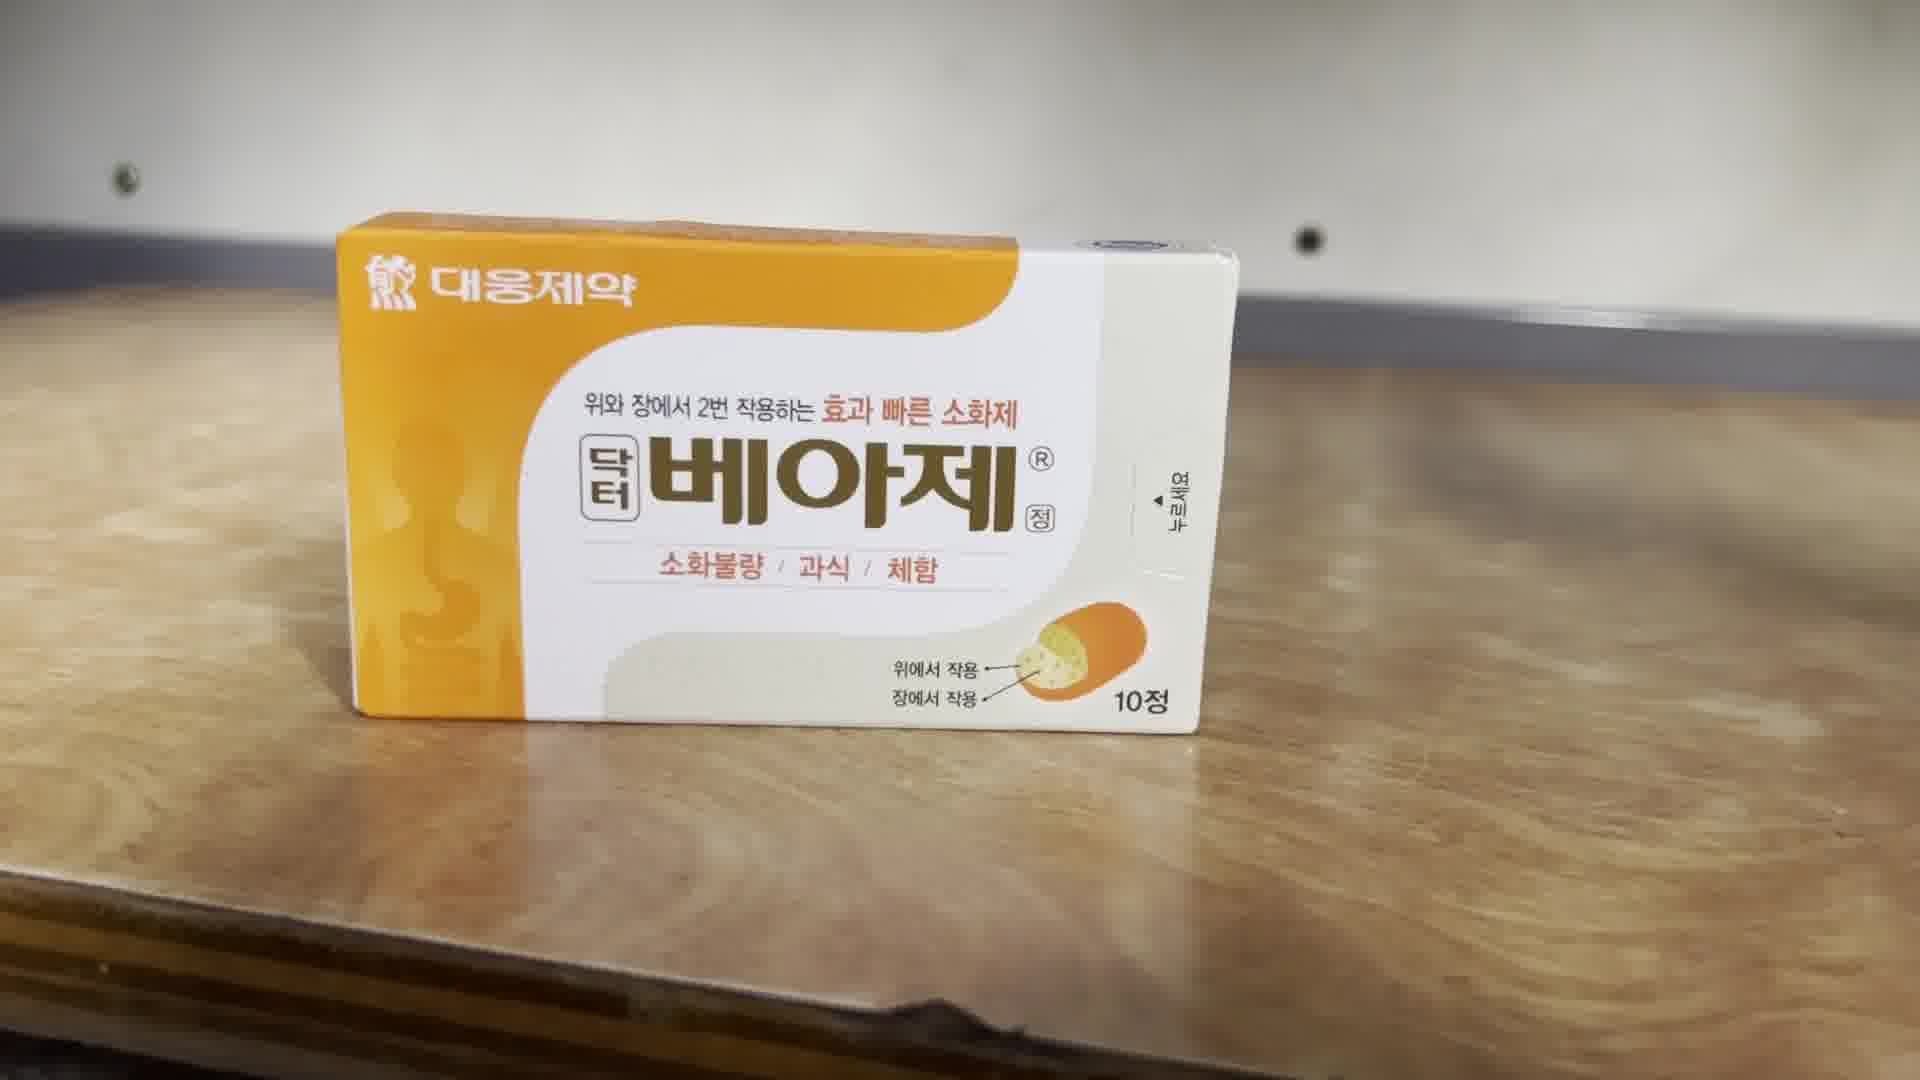 대웅제약
위와 장에서 2번 작용하는 효과 빠른 소화제
닥터 베아제® 정
소화불량 / 과식 / 체함
누르세요
위에서 작용
장에서 작용
10정